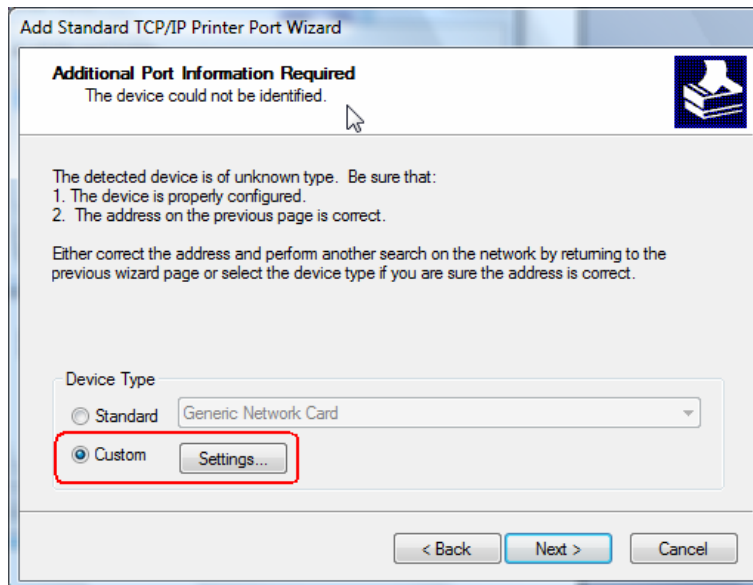 Add Standard TCP/IP Printer Port Wizard
Additional Port Information Required
The device could not be identified.
The detected device is of unknown type. Be sure that:
1. The device is properly configured.
2. The address on the previous page is correct.
Either correct the address and perform another search on the network by returning to the
previous wizard page or select the device type if you are sure the address is correct.
Device Type
Standard Generic Network Card
Custom Settings...
< Back Next > Cancel